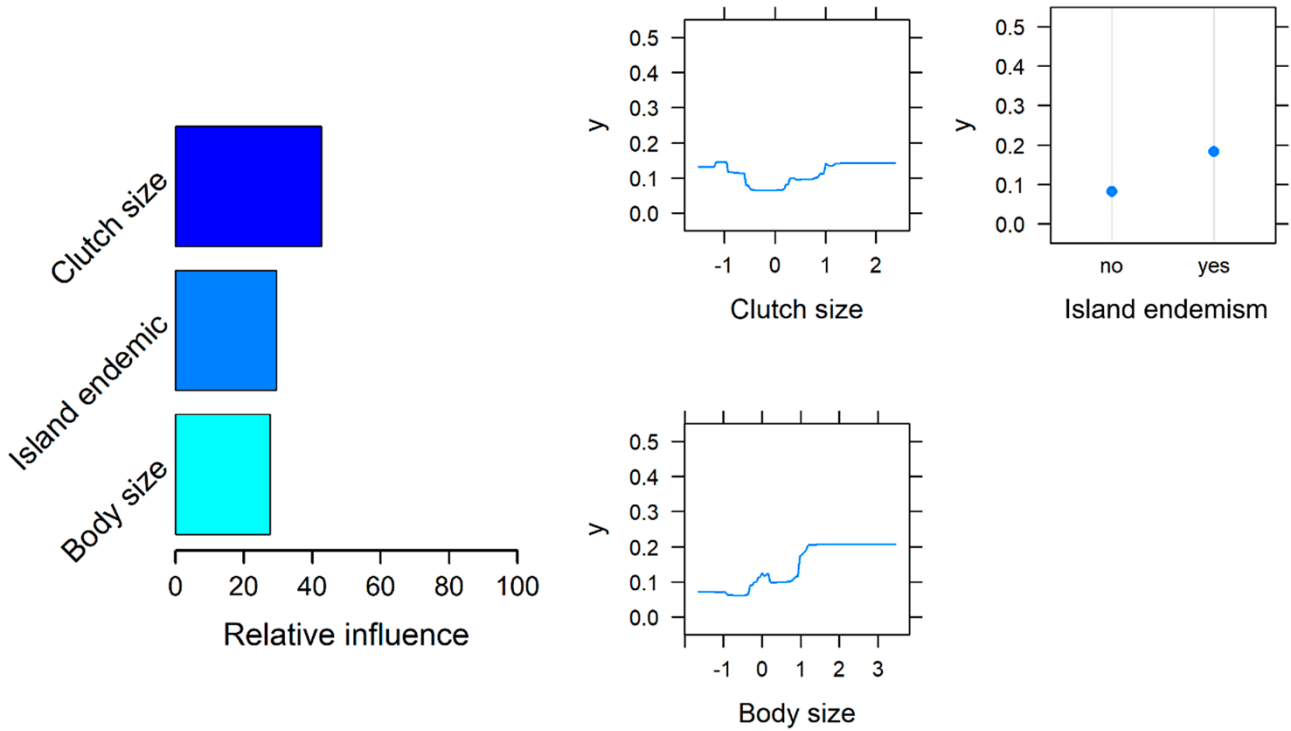 Clutch size
Island endemic
Body size
0 20 40 60 80 100
Relative influence
0.5
0.4
0.3
0.2
0.1
0.0
y
-1 0 1 2
Clutch size
0.5
0.4
0.3
0.2
0.1
0.0
y
no yes
Island endemism
0.5
0.4
0.3
0.2
0.1
0.0
y
-1 0 1 2 3
Body size